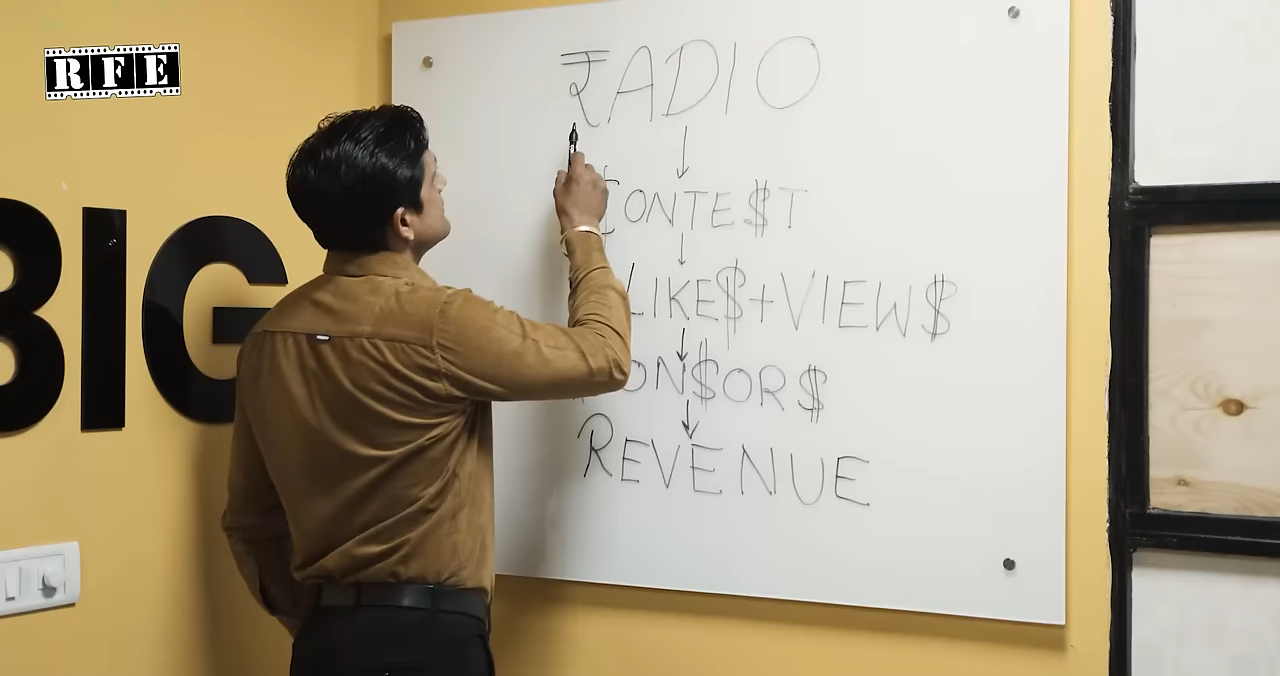 RFE
BIG
₹ADIO
CONTE$T
LIKE$+VIEW$
ON$OR$
REVENUE